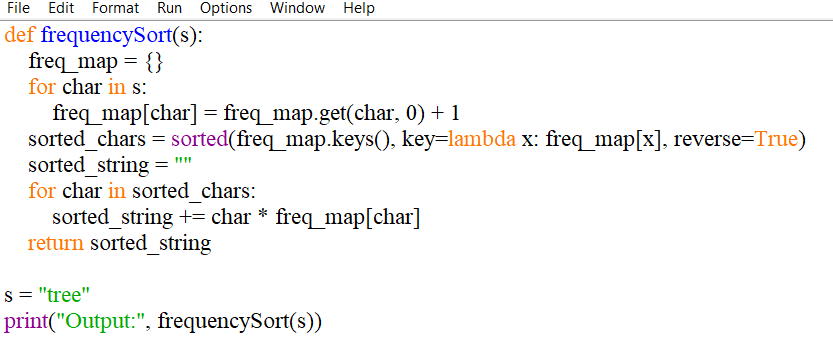 File Edit Format Run Options Window Help
def frequencySort(s):
    freq_map = {}
    for char in s:
        freq_map[char] = freq_map.get(char, 0) + 1
    sorted_chars = sorted(freq_map.keys(), key=lambda x: freq_map[x], reverse=True)
    sorted_string = ""
    for char in sorted_chars:
        sorted_string += char * freq_map[char]
    return sorted_string

s = "tree"
print("Output:", frequencySort(s))